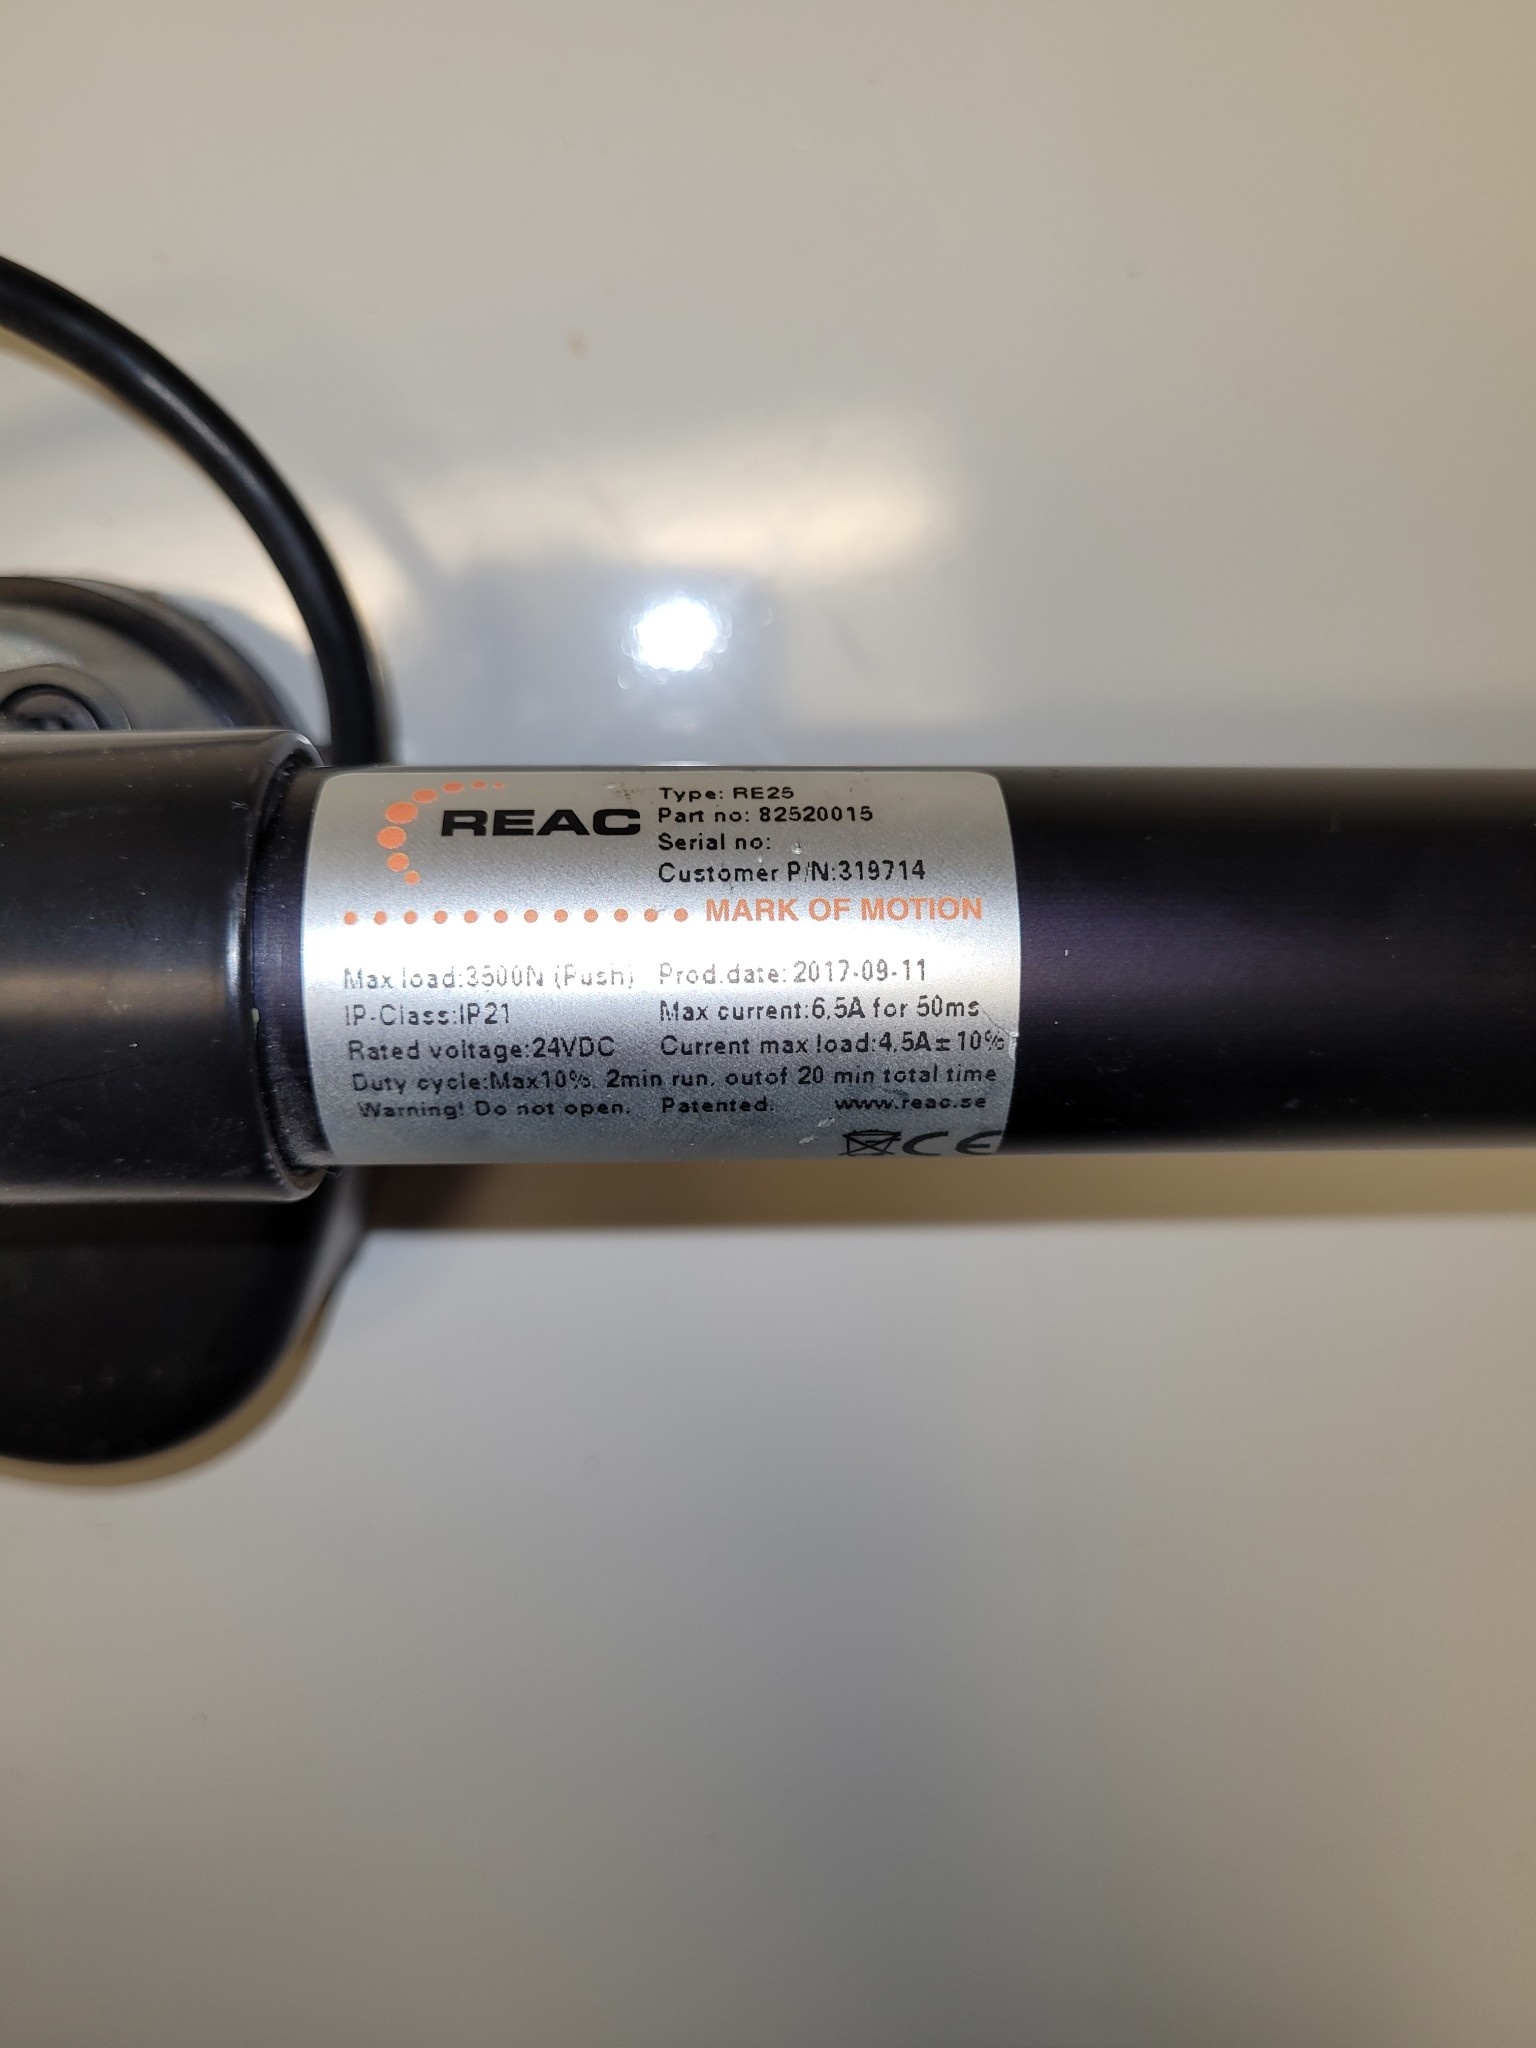 REAC
Type: RE25
Part no: 82520015
Serial no:
Customer P/N:319714
MARK OF MOTION
Max load:3500N (Push) Prod.date: 2017-09-11
IP-Class:IP21 Max current:6,5A for 50ms
Rated voltage:24VDC Current max load:4,5A±10%
Duty cycle:Max10%, 2min run. outof 20 min total time
Warning! Do not open. Patented. www.reac.se
CE